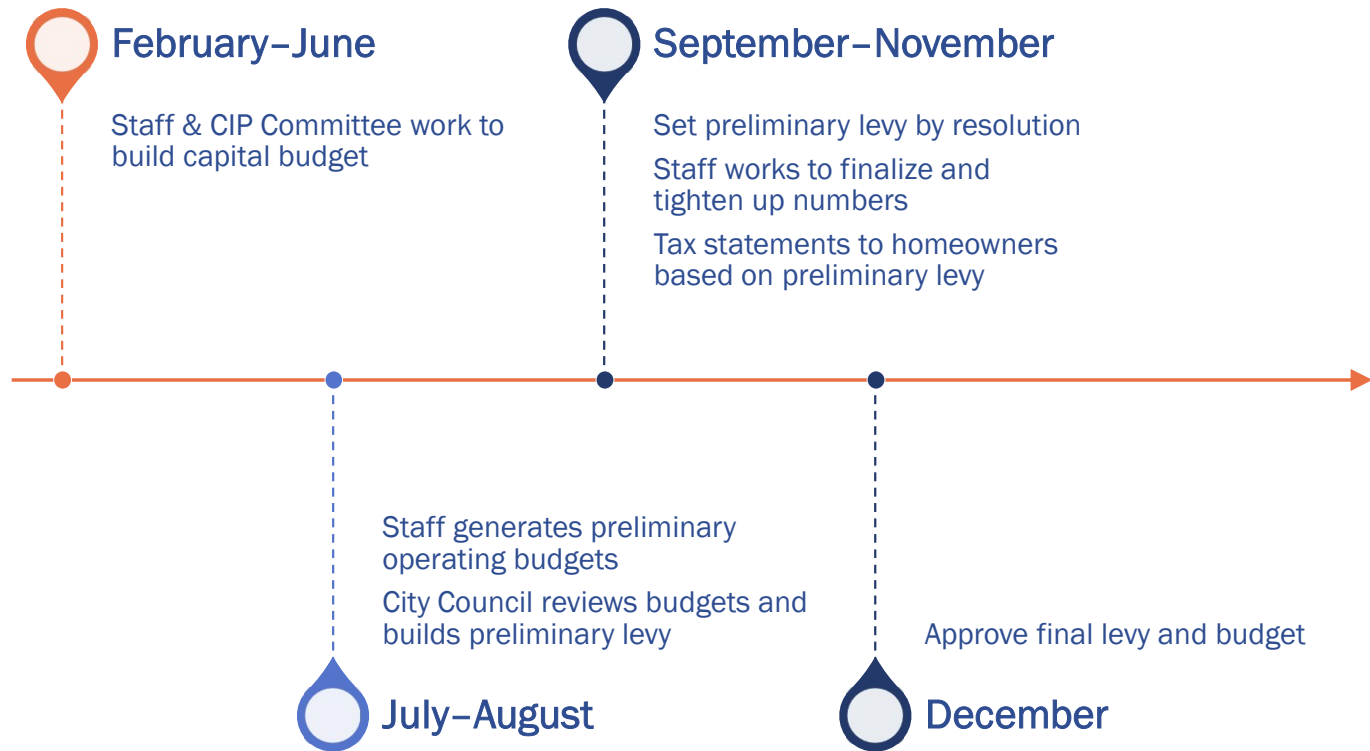 February–June
Staff & CIP Committee work to
build capital budget
September–November
Set preliminary levy by resolution
Staff works to finalize and
tighten up numbers
Tax statements to homeowners
based on preliminary levy
Staff generates preliminary
operating budgets
City Council reviews budgets and
builds preliminary levy
July–August
Approve final levy and budget
December